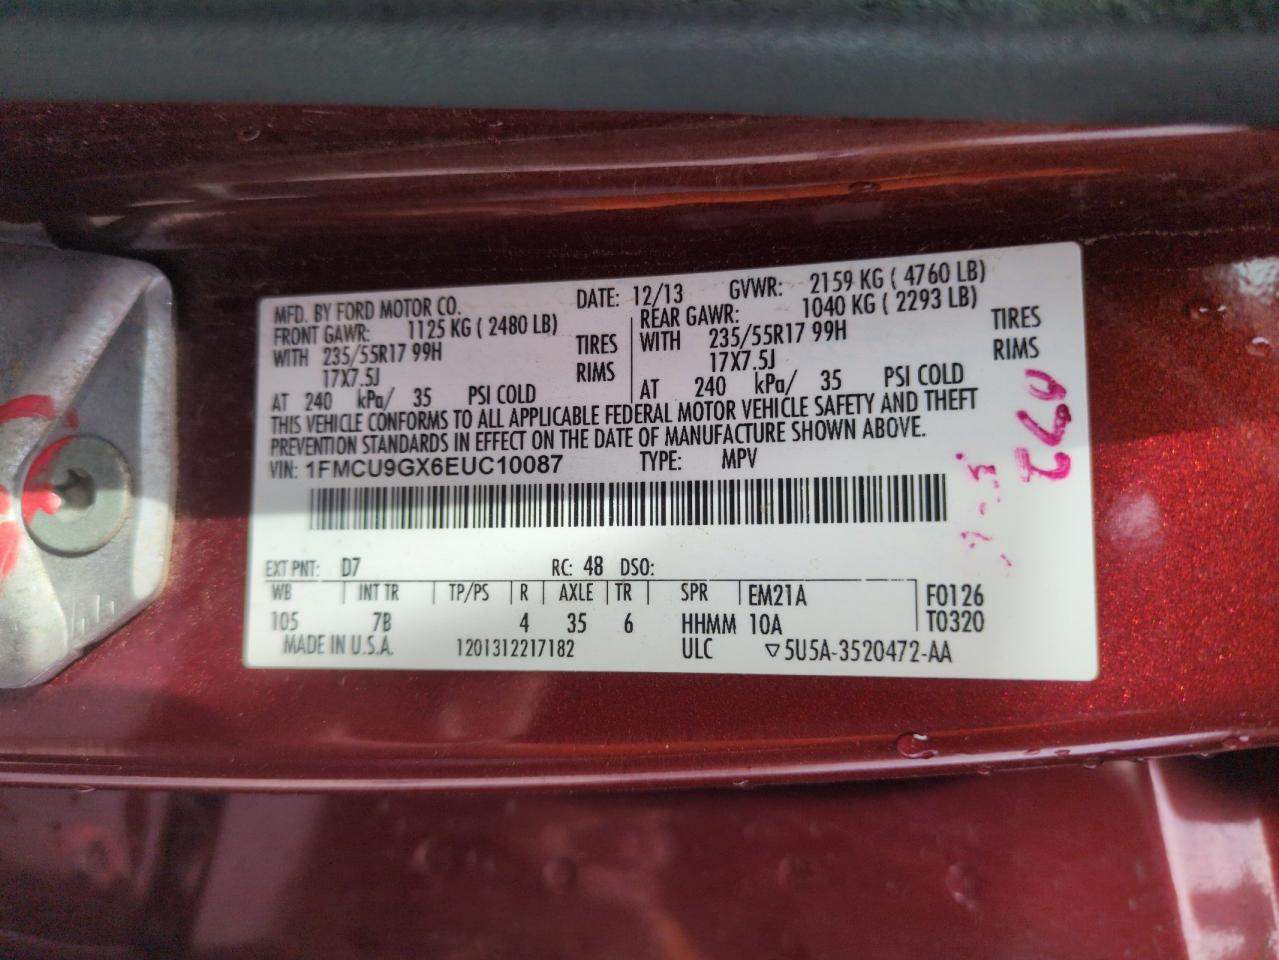 MFD. BY FORD MOTOR CO. DATE: 12/13 GVWR: 2159 KG ( 4760 LB)
FRONT GAWR: 1125 KG ( 2480 LB) REAR GAWR: 1040 KG ( 2293 LB)
WITH 235/55R17 99H TIRES WITH 235/55R17 99H TIRES
17X7.5J RIMS 17X7.5J RIMS
AT 240 kPa/ 35 PSI COLD AT 240 kPa/ 35 PSI COLD
THIS VEHICLE CONFORMS TO ALL APPLICABLE FEDERAL MOTOR VEHICLE SAFETY AND THEFT
PREVENTION STANDARDS IN EFFECT ON THE DATE OF MANUFACTURE SHOWN ABOVE.
VIN: 1FMCU9GX6EUC10087 TYPE: MPV
EXT PNT: D7 RC: 48 DSO:
WB INT TR TP/PS R AXLE TR SPR EM21A F0126
105 7B 4 35 6 HHMM 10A T0320
MADE IN U.S.A. 1201312217182 ULC ▽5U5A-3520472-AA